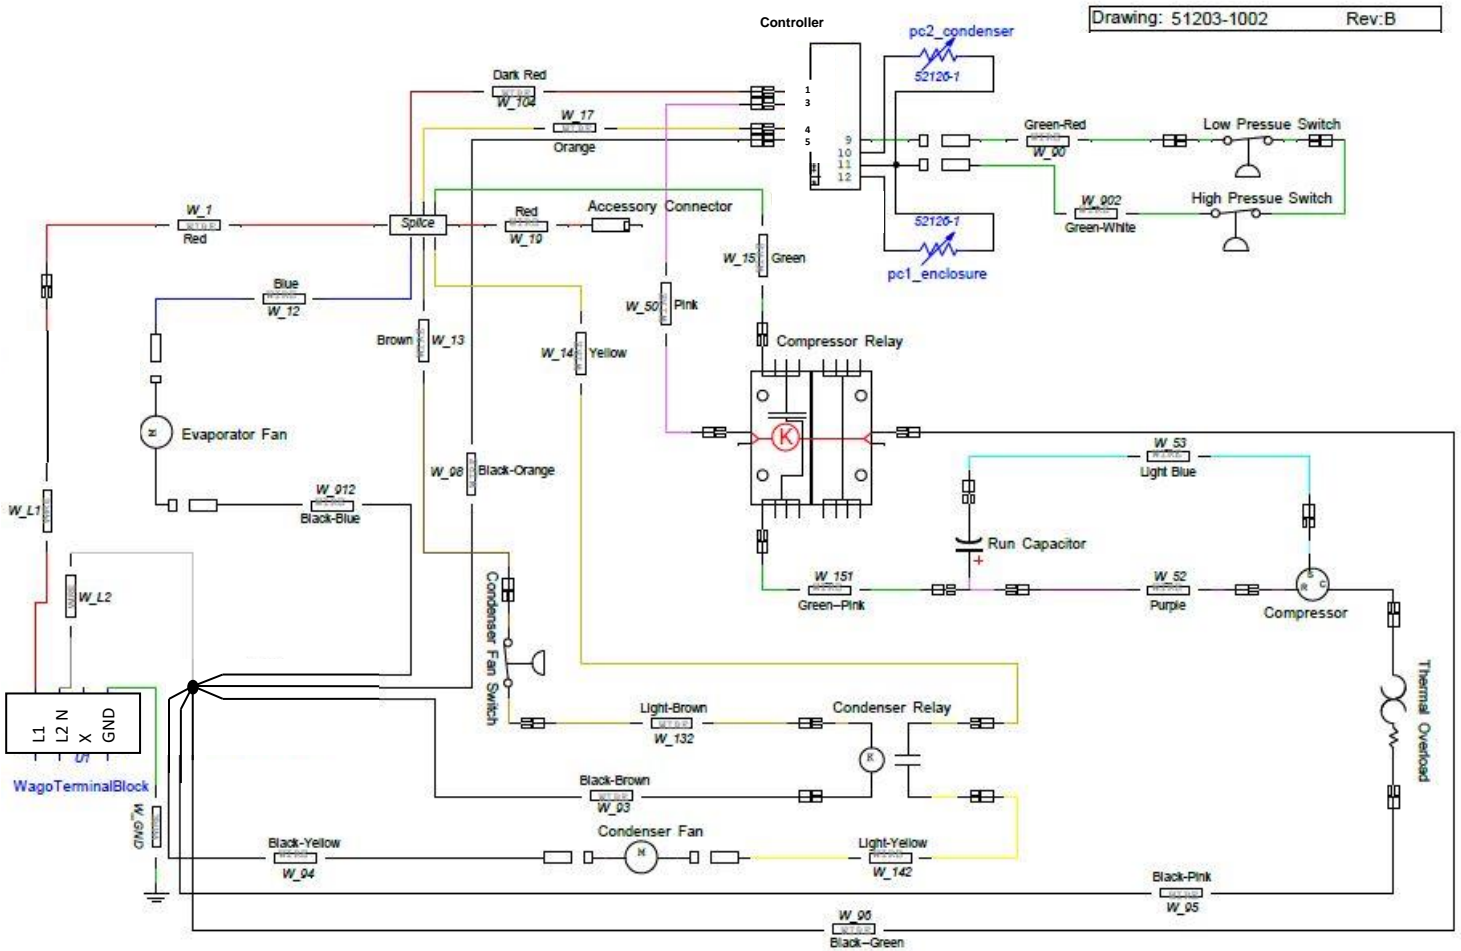 Controller
Drawing: 51203-1002 Rev:B
pc2_condenser
52126-1
Dark Red
W_104
1
3
W_17
Orange
4
5
9
10
11
12
Green-Red
W_90
Low Pressue Switch
W_902
Green-White
High Pressue Switch
52126-1
pc1_enclosure
W_1
Red
Splice
Red
W_19
Accessory Connector
W_15
Green
Blue
W_12
W_50
Pink
Brown
W_13
W_14
Yellow
Compressor Relay
K
Evaporator Fan
W_98
Black-Orange
W_53
Light Blue
W_912
Black-Blue
W_L1
Run Capacitor
+
W_L2
W_151
Green-Pink
W_52
Purple
S
R
C
Compressor
Condenser Fan Switch
Thermal Overload
L1
L2 N
X
GND
U1
WagoTerminalBlock
Light-Brown
W_132
Condenser Relay
K
Black-Brown
W_93
W_GND
Black-Yellow
W_94
Condenser Fan
M
Light-Yellow
W_142
Black-Pink
W_95
W_96
Black-Green